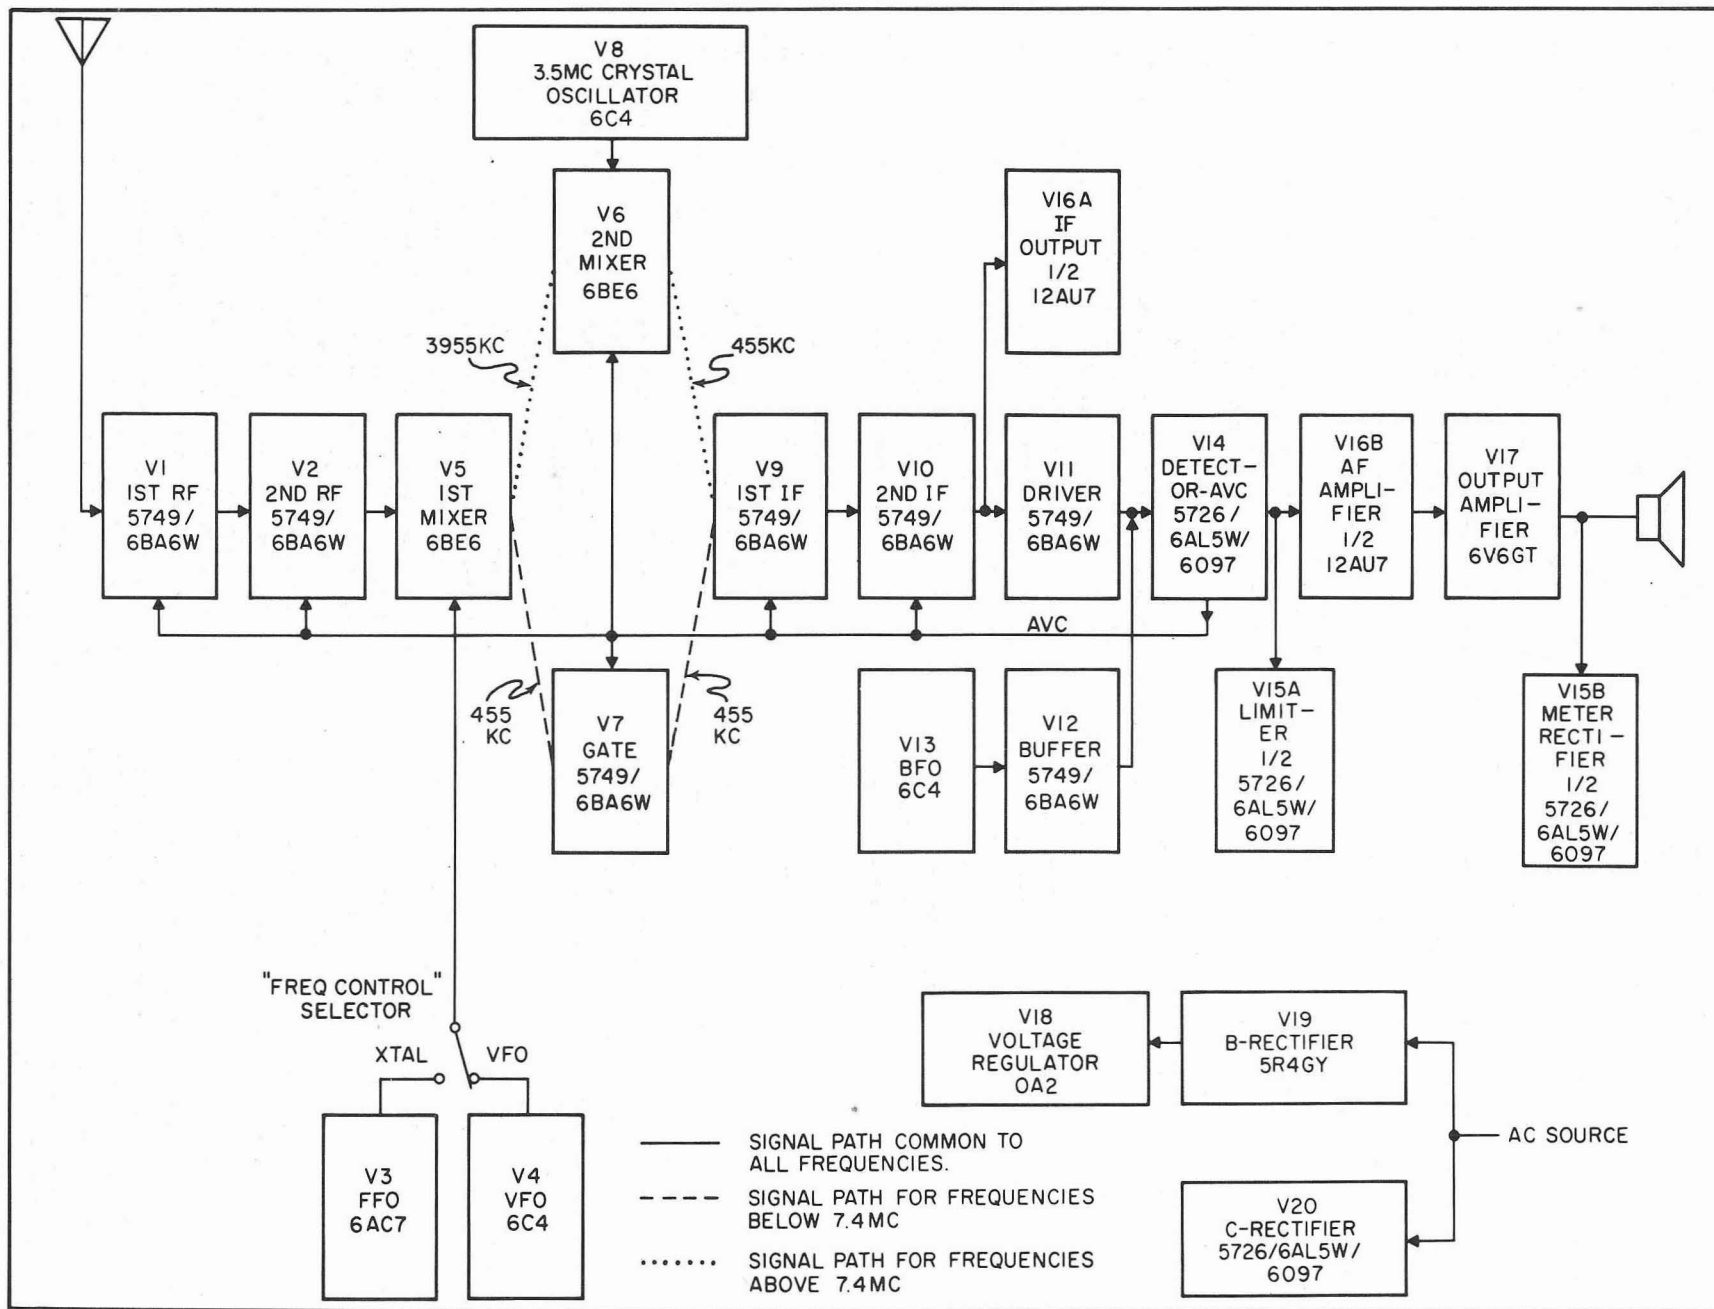 V8
3.5MC CRYSTAL
OSCILLATOR
6C4
V6
2ND
MIXER
6BE6
V16A
IF
OUTPUT
1/2
12AU7
3955KC
455KC
V1
1ST RF
5749/
6BA6W
V2
2ND RF
5749/
6BA6W
V5
1ST
MIXER
6BE6
V9
1ST IF
5749/
6BA6W
V10
2ND IF
5749/
6BA6W
V11
DRIVER
5749/
6BA6W
V14
DETECT-
OR-AVC
5726/
6AL5W/
6097
V16B
AF
AMPLI-
FIER
1/2
12AU7
V17
OUTPUT
AMPLI-
FIER
6V6GT
AVC
455
KC
455
KC
V7
GATE
5749/
6BA6W
V13
BFO
6C4
V12
BUFFER
5749/
6BA6W
V15A
LIMIT-
ER
1/2
5726/
6AL5W/
6097
V15B
METER
RECTI-
FIER
1/2
5726/
6AL5W/
6097
"FREQ CONTROL"
SELECTOR
XTAL
VFO
V3
FFO
6AC7
V4
VFO
6C4
V18
VOLTAGE
REGULATOR
OA2
V19
B-RECTIFIER
5R4GY
AC SOURCE
V20
C-RECTIFIER
5726/6AL5W/
6097
SIGNAL PATH COMMON TO
ALL FREQUENCIES.
SIGNAL PATH FOR FREQUENCIES
BELOW 7.4MC
SIGNAL PATH FOR FREQUENCIES
ABOVE 7.4MC